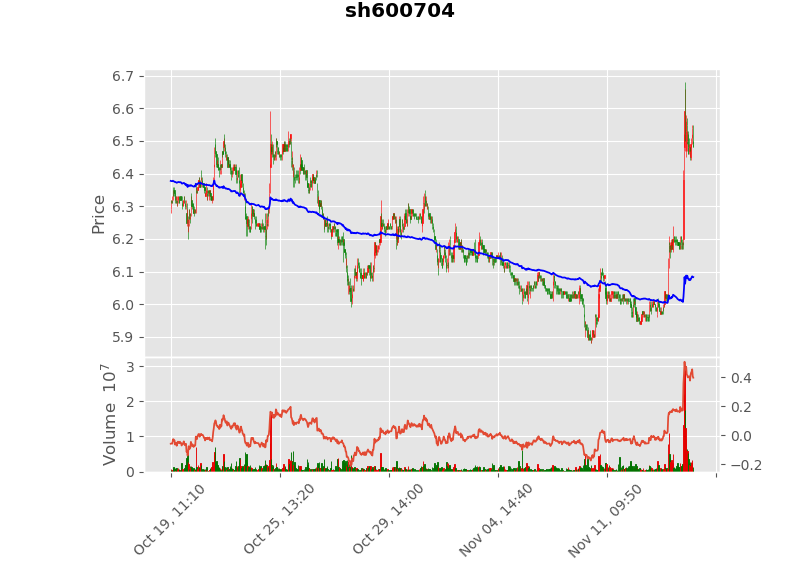 sh600704
6.7
6.6
6.5
6.4
6.3
6.2
6.1
6.0
5.9
Price
3
2
1
0
Volume 10^7
0.4
0.2
0.0
−0.2
Oct 19, 11:10
Oct 25, 13:20
Oct 29, 14:00
Nov 04, 14:40
Nov 11, 09:50